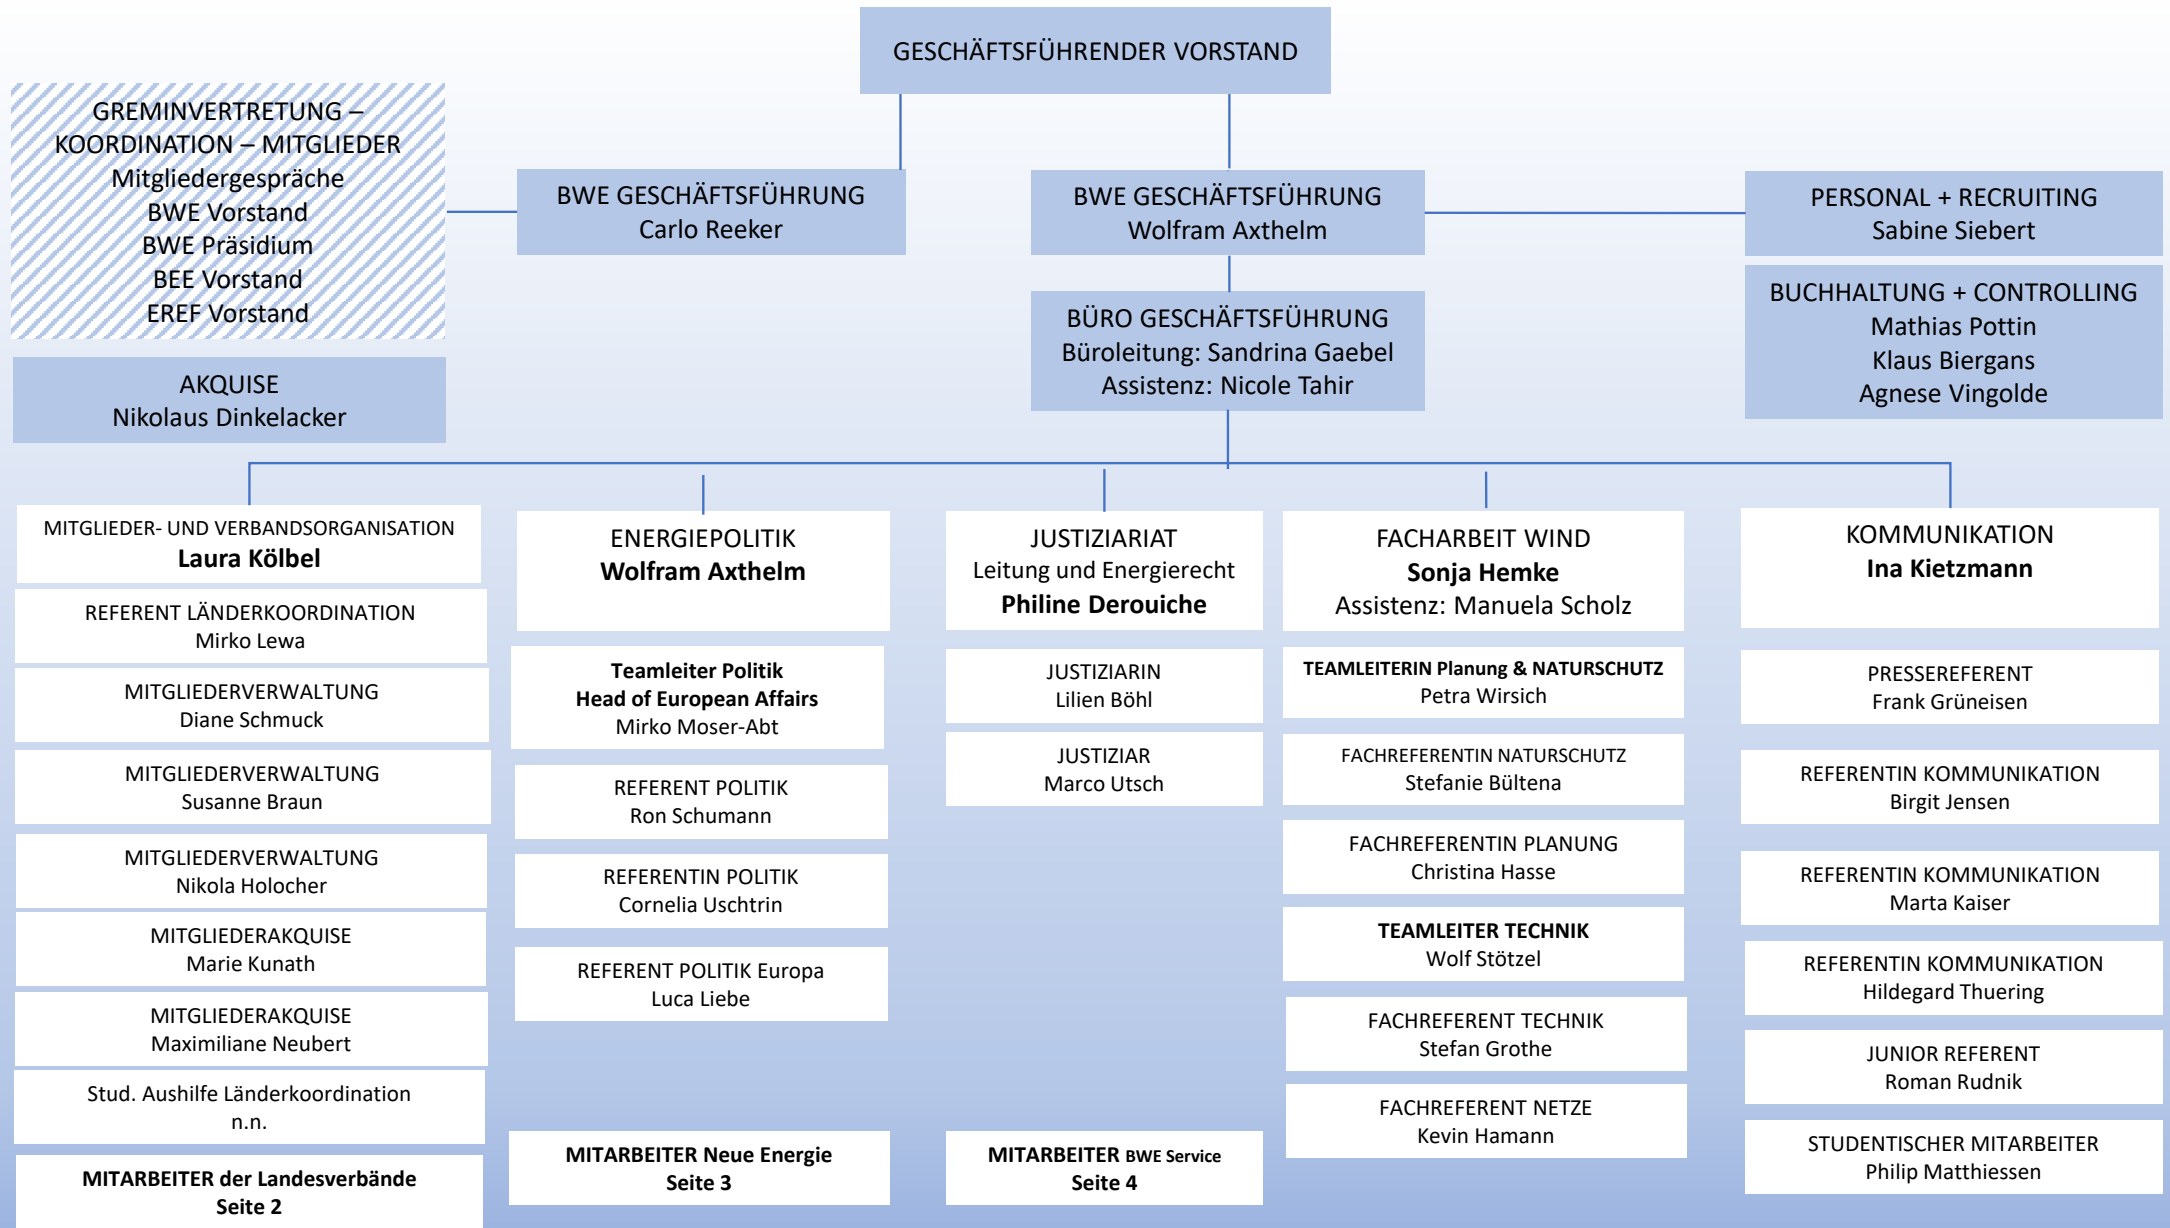 GESCHÄFTSFÜHRENDER VORSTAND
GREMINVERTRETUNG –
KOORDINATION – MITGLIEDER
Mitgliedergespräche
BWE Vorstand
BWE Präsidium
BEE Vorstand
EREF Vorstand
BWE GESCHÄFTSFÜHRUNG
Carlo Reeker
BWE GESCHÄFTSFÜHRUNG
Wolfram Axthelm
PERSONAL + RECRUITING
Sabine Siebert
BUCHHALTUNG + CONTROLLING
Mathias Pottin
Klaus Biergans
Agnese Vingolde
BÜRO GESCHÄFTSFÜHRUNG
Büroleitung: Sandrina Gaebel
Assistenz: Nicole Tahir
AKQUISE
Nikolaus Dinkelacker
MITGLIEDER- UND VERBANDSORGANISATION
Laura Kölbel
REFERENT LÄNDERKOORDINATION
Mirko Lewa
MITGLIEDERVERWALTUNG
Diane Schmuck
MITGLIEDERVERWALTUNG
Susanne Braun
MITGLIEDERVERWALTUNG
Nikola Holocher
MITGLIEDERAKQUISE
Marie Kunath
MITGLIEDERAKQUISE
Maximiliane Neubert
Stud. Aushilfe Länderkoordination
n.n.
MITARBEITER der Landesverbände
Seite 2
ENERGIEPOLITIK
Wolfram Axthelm
Teamleiter Politik
Head of European Affairs
Mirko Moser-Abt
REFERENT POLITIK
Ron Schumann
REFERENTIN POLITIK
Cornelia Uschtrin
REFERENT POLITIK Europa
Luca Liebe
MITARBEITER Neue Energie
Seite 3
JUSTIZIARIAT
Leitung und Energierecht
Philine Derouiche
JUSTIZIARIN
Lilien Böhl
JUSTIZIAR
Marco Utsch
MITARBEITER BWE Service
Seite 4
FACHARBEIT WIND
Sonja Hemke
Assistenz: Manuela Scholz
TEAMLEITERIN Planung & NATURSCHUTZ
Petra Wirsich
FACHREFERENTIN NATURSCHUTZ
Stefanie Bültena
FACHREFERENTIN PLANUNG
Christina Hasse
TEAMLEITER TECHNIK
Wolf Stötzel
FACHREFERENT TECHNIK
Stefan Grothe
FACHREFERENT NETZE
Kevin Hamann
KOMMUNIKATION
Ina Kietzmann
PRESSEREFERENT
Frank Grüneisen
REFERENTIN KOMMUNIKATION
Birgit Jensen
REFERENTIN KOMMUNIKATION
Marta Kaiser
REFERENTIN KOMMUNIKATION
Hildegard Thuering
JUNIOR REFERENT
Roman Rudnik
STUDENTISCHER MITARBEITER
Philip Matthiessen